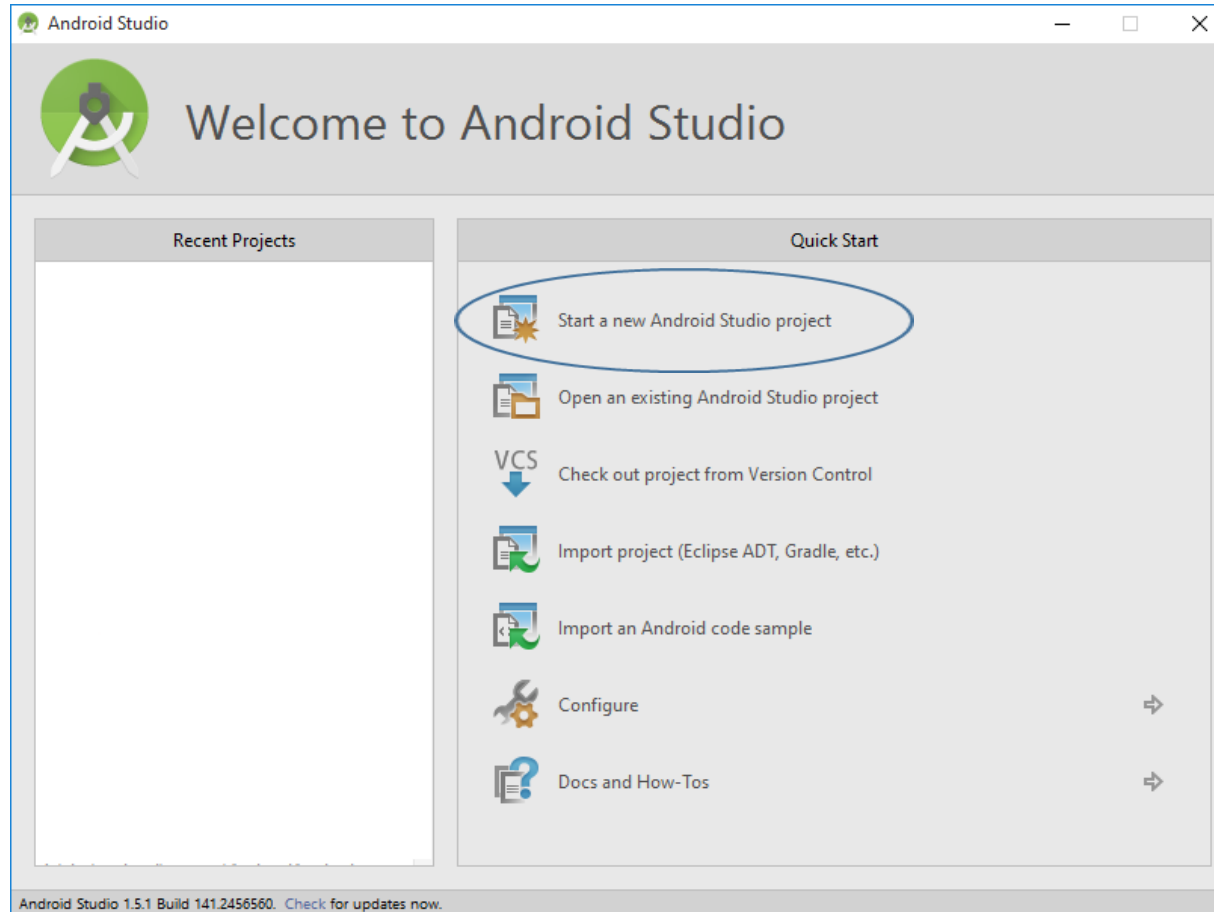 Android Studio
Welcome to Android Studio
Recent Projects
Quick Start
Start a new Android Studio project
Open an existing Android Studio project
VCS
Check out project from Version Control
Import project (Eclipse ADT, Gradle, etc.)
Import an Android code sample
Configure
Docs and How-Tos
Android Studio 1.5.1 Build 141.2456560. Check for updates now.